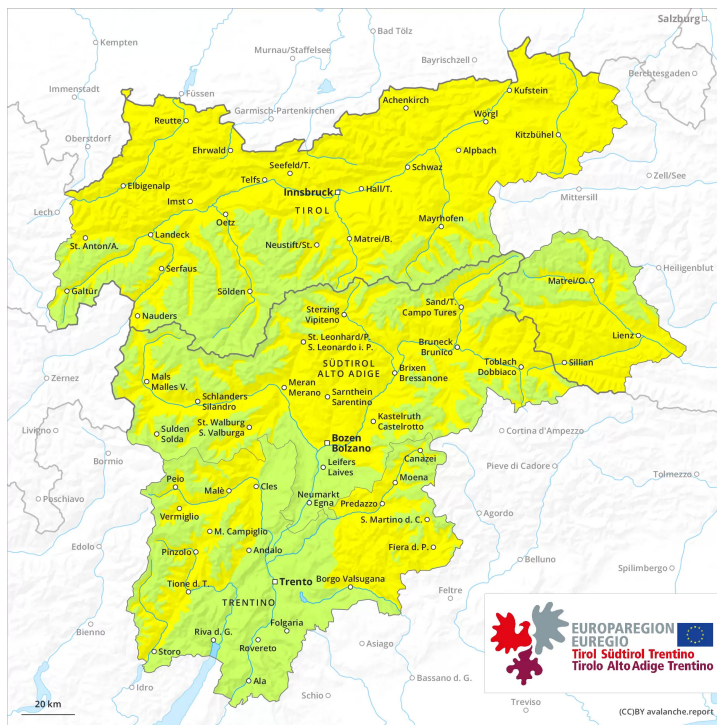 Salzburg
Kempten
Bad Tölz
Murnau/Staffelsee
Bayrischzell
Berchtesgaden
Immenstadt
Füssen
Garmisch-Partenkirchen
Achenkirch
Kufstein
Reutte
Wörgl
Oberstdorf
Ehrwald
Kitzbühel
Seefeld/T.
Alpbach
Telfs
Schwaz
Zell/See
Elbigenalp
Innsbruck
Hall/T.
Mittersill
Lech
Imst
TIROL
Mayrhofen
Oetz
St. Anton/A.
Landeck
Neustift/St.
Matrei/B.
Serfaus
Heiligenblut
Matrei/O.
Galtür
Sölden
Sand/T.
Campo Tures
Nauders
Sterzing
Vipiteno
Lienz
St. Leonhard/P.
S. Leonardo i. P.
Bruneck
Brunico
Sillian
Toblach
Dobbiaco
SÜDTIROL
ALTO ADIGE
Brixen
Bressanone
Zernez
Mals
Malles V.
Meran
Merano
Sarnthein
Sarentino
Schlanders
Silandro
St. Walburg
S. Valburga
Kastelruth
Castelrotto
Livigno
Sulden
Solda
Cortina d'Ampezzo
Bozen
Bolzano
Bormio
Canazei
Pieve di Cadore
Leifers
Laives
Tolmezzo
Peio
Moena
Poschiavo
Malè
Cles
Neumarkt
Egna
Predazzo
Vermiglio
Agordo
S. Martino d. C.
M. Campiglio
Edolo
Pinzolo
Andalo
Fiera d. P.
Belluno
Spilimbergo
Trento
Borgo Valsugana
Tione d. T.
Feltre
TRENTINO
Folgaria
Bienno
Riva d. G.
Rovereto
Asiago
Storo
Bassano d. G.
Ala
Idro
Schio
Treviso
EUROPAREGION
EUREGIO
Tirol Südtirol Trentino
Tirolo Alto Adige Trentino
20 km
(CC)BY avalanche.report